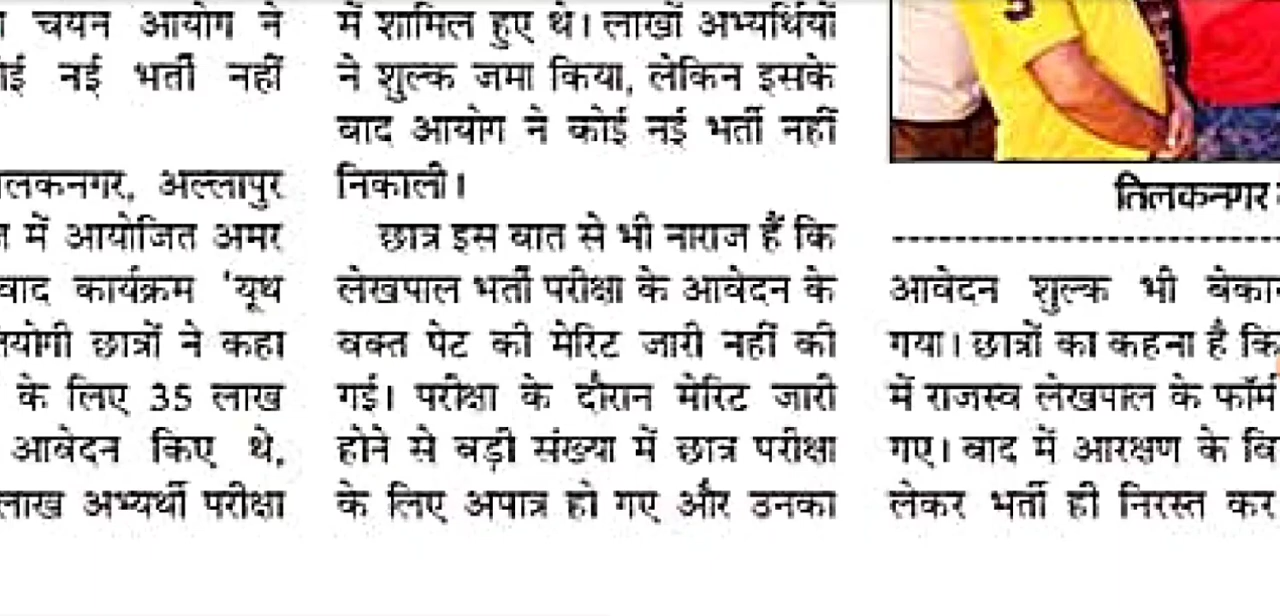 चयन आयोग ने
नई भर्ती नहीं
अल्लापुर
में आयोजित अमर
कार्यक्रम 'यूथ
छात्रों ने कहा
के लिए 35 लाख
आवेदन किए थे,
लाख अभ्यर्थी परीक्षा
में शामिल हुए थे। लाखों अभ्यर्थियों
ने शुल्क जमा किया, लेकिन इसके
बाद आयोग ने कोई नई भर्ती नहीं
निकाली।
छात्र इस बात से भी नाराज हैं कि
लेखपाल भर्ती परीक्षा के आवेदन के
वक्त पेट की मेरिट जारी नहीं की
गई। परीक्षा के दौरान मेरिट जारी
होने से बड़ी संख्या में छात्र परीक्षा
के लिए अपात्र हो गए और उनका
तिलकनगर
आवेदन शुल्क भी
गया। छात्रों का कहना है कि
में राजस्व लेखपाल के फॉर्म
गए। बाद में आरक्षण के
लेकर भर्ती ही निरस्त कर